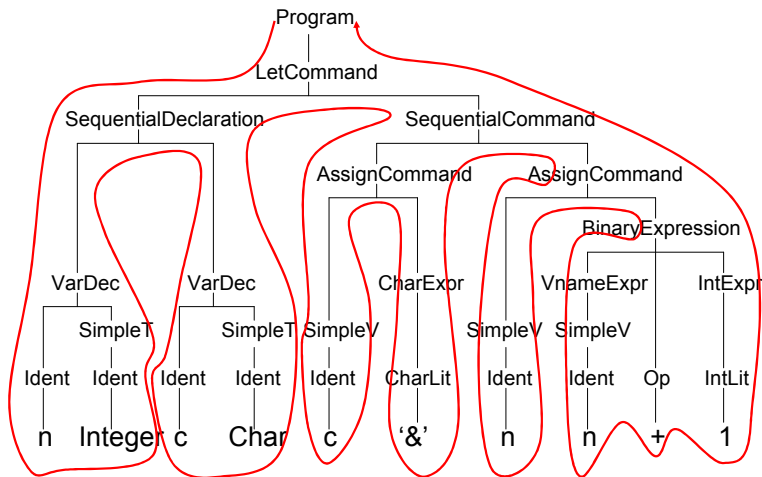 Program
LetCommand
SequentialDeclaration SequentialCommand
AssignCommand AssignCommand
BinaryExpression
VarDec VarDec CharExpr VnameExpr IntExpr
SimpleT SimpleT SimpleV SimpleV SimpleV
Ident Ident Ident Ident Ident CharLit Ident Ident Op IntLit
n Integer c Char c ‘&’ n n + 1